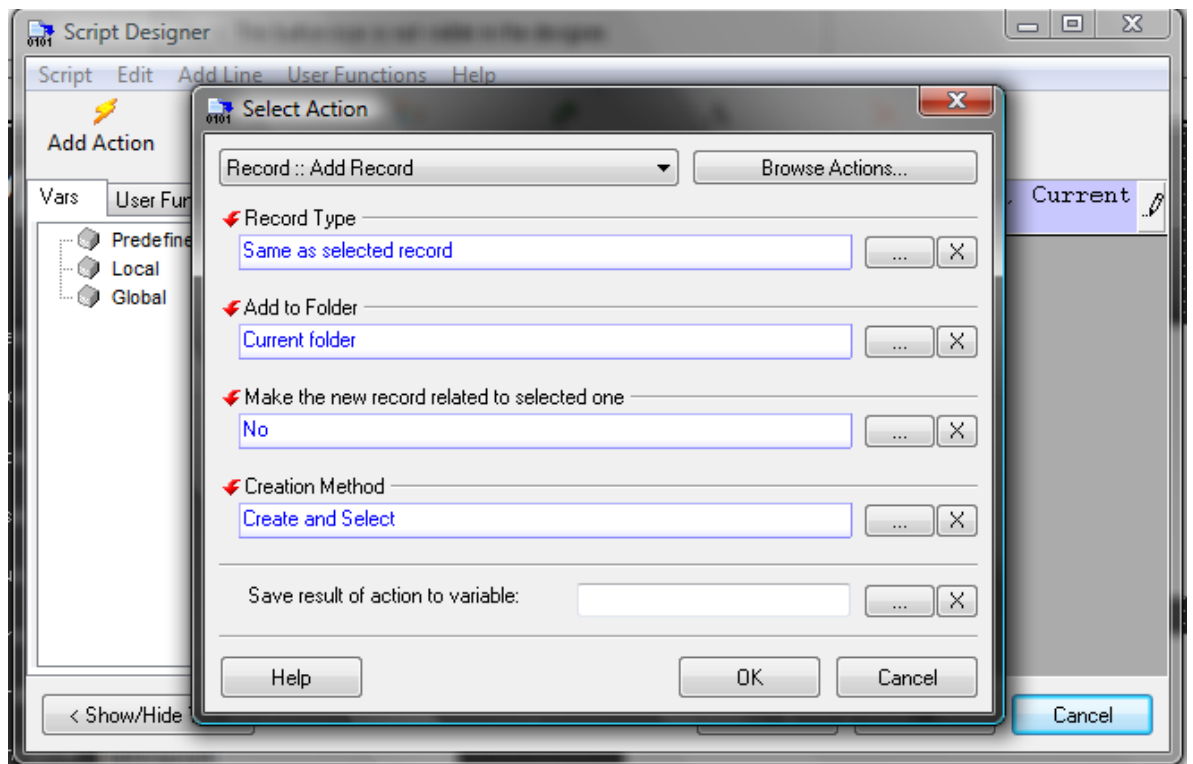 Script Designer
Script Edit Add Line User Functions Help
Select Action
Add Action
Record :: Add Record
Browse Actions...
Vars
User Fun
, Current
..
Record Type
Predefine
Same as selected record
...
X
Local
Global
Add to Folder
Current folder
...
X
Make the new record related to selected one
No
...
X
Creation Method
Create and Select
...
X
Save result of action to variable:
...
X
Help
OK
Cancel
< Show/Hide
Cancel